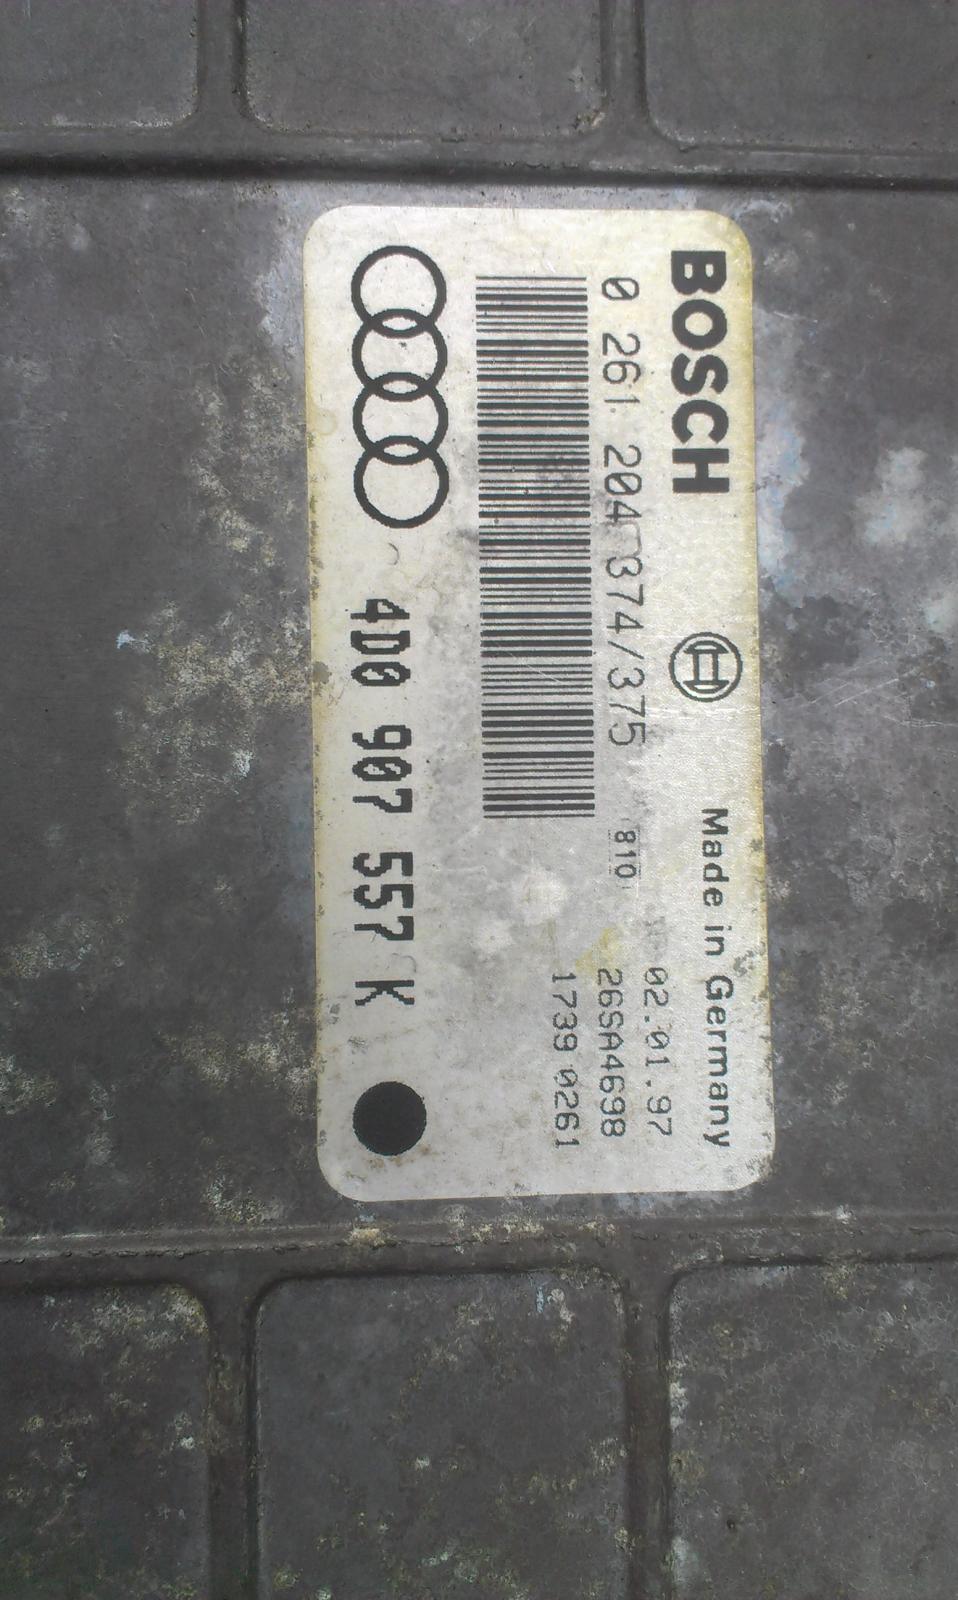 BOSCH
Made in Germany
0 261 204 374/375
810
02.01.97
26SA4698
1739 0261
4D0 907 557 K